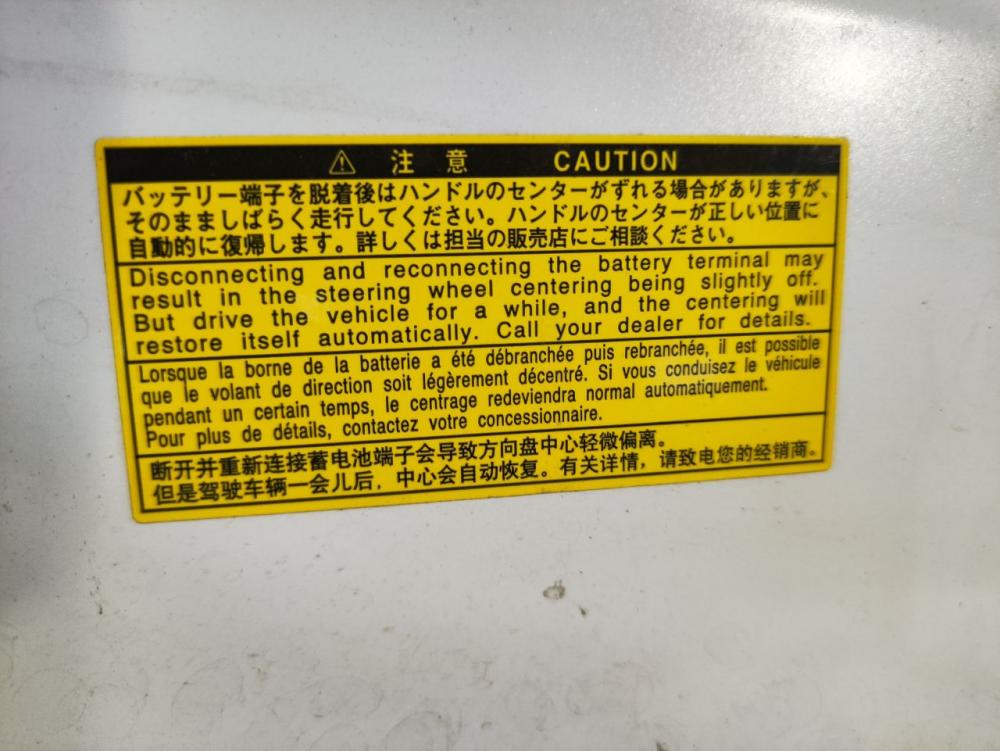 ⚠ 注 意 CAUTION
バッテリー端子を脱着後はハンドルのセンターがずれる場合がありますが、
そのまましばらく走行してください。ハンドルのセンターが正しい位置に
自動的に復帰します。詳しくは担当の販売店にご相談ください。
Disconnecting and reconnecting the battery terminal may
result in the steering wheel centering being slightly off.
But drive the vehicle for a while, and the centering will
restore itself automatically. Call your dealer for details.
Lorsque la borne de la batterie a été débranchée puis rebranchée, il est possible
que le volant de direction soit légèrement décentré. Si vous conduisez le véhicule
pendant un certain temps, le centrage redeviendra normal automatiquement.
Pour plus de détails, contactez votre concessionnaire.
断开并重新连接蓄电池端子会导致方向盘中心轻微偏离。
但是驾驶车辆一会儿后，中心会自动恢复。有关详情，请致电您的经销商。